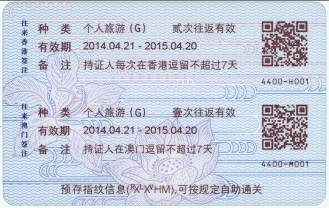 往来香港签注
种 类 个人旅游(G) 贰次往返有效
有效期 2014.04.21 - 2015.04.20
备 注 持证人每次在香港逗留不超过7天
4400-H001
往来澳门签注
种 类 个人旅游(G) 壹次往返有效
有效期 2014.04.21 - 2015.04.20
备 注 持证人在澳门逗留不超过7天
4400-M001
预存指纹信息(ᴾXᴸXᴿHM),可按规定自助通关